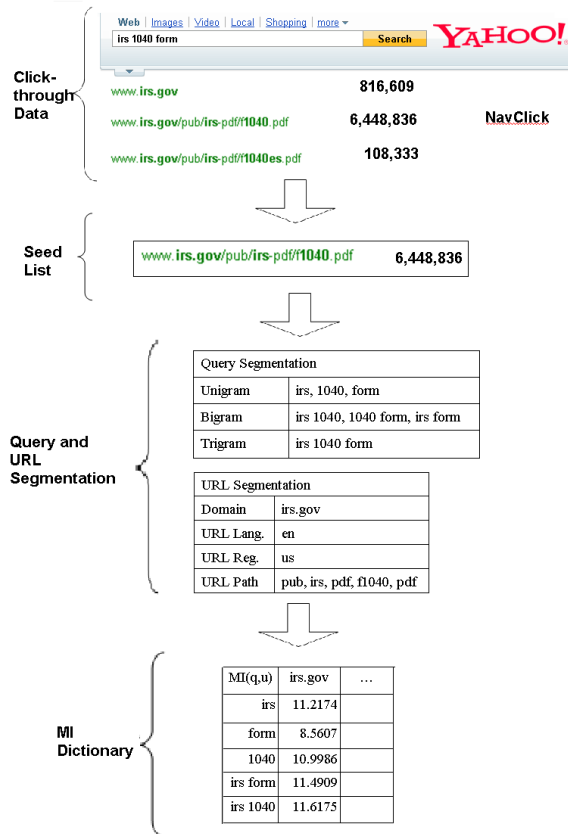 Web | Images | Video | Local | Shopping | more
irs 1040 form Search
YAHOO!
Click-
through
Data
www.irs.gov 816,609
www.irs.gov/pub/irs-pdf/f1040.pdf 6,448,836 NavClick
www.irs.gov/pub/irs-pdf/f1040es.pdf 108,333
Seed
List
www.irs.gov/pub/irs-pdf/f1040.pdf 6,448,836
Query and
URL
Segmentation
Query Segmentation
Unigram irs, 1040, form
Bigram irs 1040, 1040 form, irs form
Trigram irs 1040 form
URL Segmentation
Domain irs.gov
URL Lang. en
URL Reg. us
URL Path pub, irs, pdf, f1040, pdf
MI
Dictionary
MI(q,u) irs.gov ...
irs 11.2174
form 8.5607
1040 10.9986
irs form 11.4909
irs 1040 11.6175